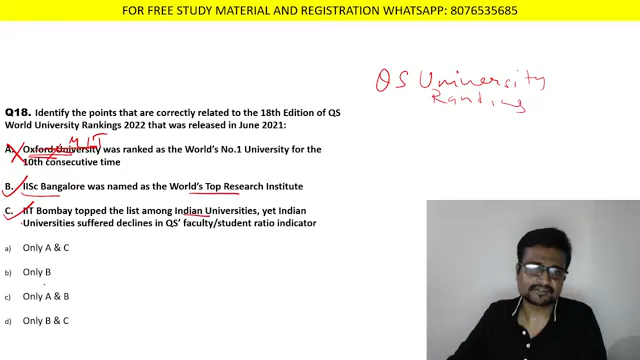 FOR FREE STUDY MATERIAL AND REGISTRATION WHATSAPP: 8076535685
QS University
Ranking
Q18. Identify the points that are correctly related to the 18th Edition of QS
World University Rankings 2022 that was released in June 2021:
MIT
A. Oxford University was ranked as the World's No.1 University for the
10th consecutive time
B. IISc Bangalore was named as the World's Top Research Institute
C. IIT Bombay topped the list among Indian Universities, yet Indian
Universities suffered declines in QS' faculty/student ratio indicator
a) Only A & C
b) Only B
c) Only A & B
d) Only B & C